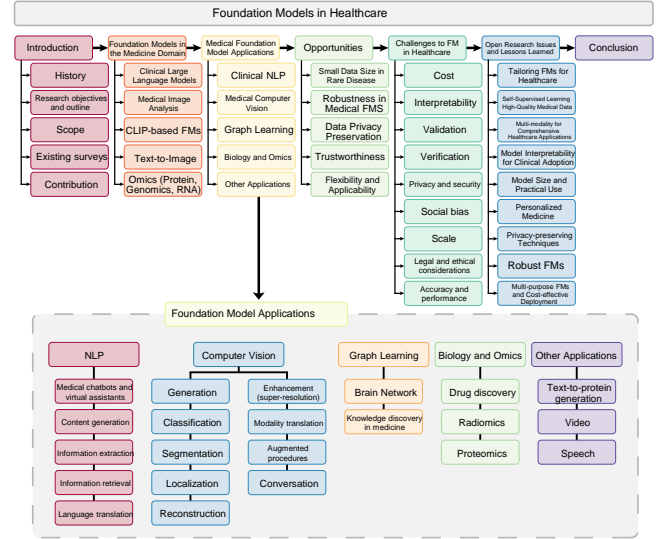 Foundation Models in Healthcare
Introduction
Foundation Models in
the Medicine Domain
Medical Foundation
Model Applications
Opportunities
Challenges to FM
in Healthcare
Open Research Issues
and Lessons Learned
Conclusion
History
Research objectives
and outline
Scope
Existing surveys
Contribution
Clinical Large
Language Models
Medical Image
Analysis
CLIP-based FMs
Text-to-Image
Omics (Protein,
Genomics, RNA)
Clinical NLP
Medical Computer
Vision
Graph Learning
Biology and Omics
Other Applications
Small Data Size in
Rare Disease
Robustness in
Medical FMS
Data Privacy
Preservation
Trustworthiness
Flexibility and
Applicability
Cost
Interpretability
Validation
Verification
Privacy and security
Social bias
Scale
Legal and ethical
considerations
Accuracy and
performance
Tailoring FMs for
Healthcare
Self-Supervised Learning
High-Quality Medical Data
Multi-modality for
Comprehensive
Healthcare Applications
Model Interpretability
for Clinical Adoption
Model Size and
Practical Use
Personalized
Medicine
Privacy-preserving
Techniques
Robust FMs
Multi-purpose FMs
and Cost-effective
Deployment
Foundation Model Applications
NLP
Medical chatbots and
virtual assistants
Content generation
Information extraction
Information retrieval
Language translation
Computer Vision
Generation
Classification
Segmentation
Localization
Reconstruction
Enhancement
(super-resolution)
Modality translation
Augmented
procedures
Conversation
Graph Learning
Brain Network
Knowledge discovery
in medicine
Biology and Omics
Drug discovery
Radiomics
Proteomics
Other Applications
Text-to-protein
generation
Video
Speech